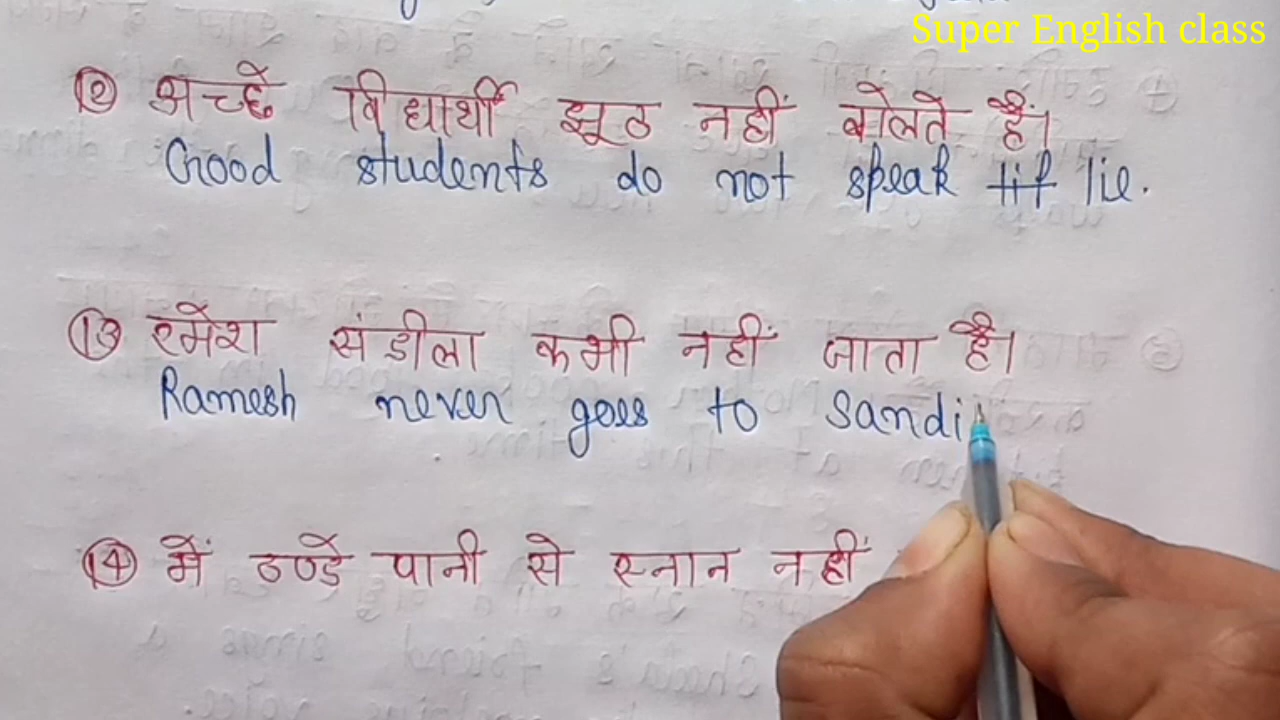 Super English class
⑫ अच्छे विद्यार्थी झूठ नहीं बोलते हैं।
Good students do not speak lie.
⑬ रमेश संडीला कभी नहीं जाता है।
Ramesh never goes to Sandi
⑭ में ठण्डे पानी से स्नान नहीं